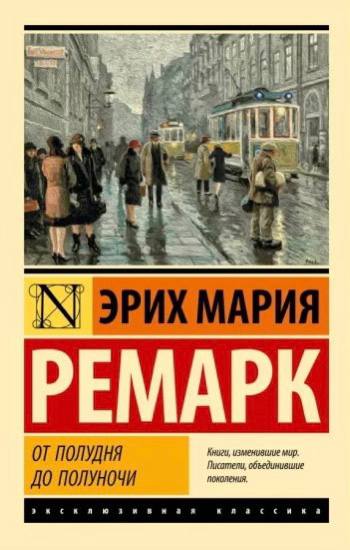 N
ЭРИХ МАРИЯ
РЕМАРК
ОТ ПОЛУДНЯ
ДО ПОЛУНОЧИ
Книги, изменившие мир.
Писатели, объединившие
поколения.
эксклюзивная классика